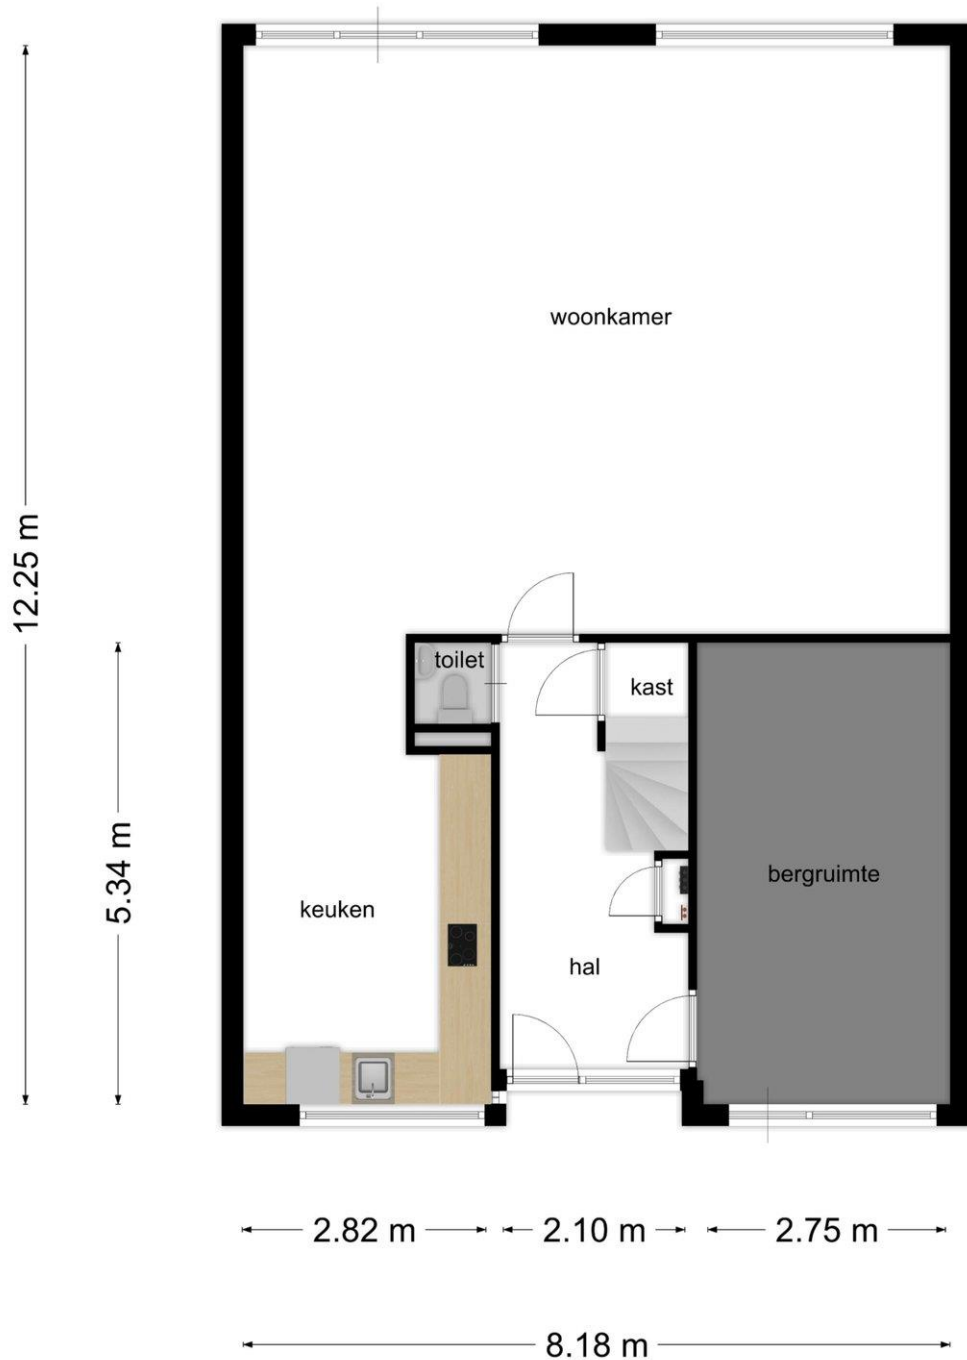 woonkamer
12.25 m
toilet
kast
5.34 m
bergruimte
keuken
hal
2.82 m
2.10 m
2.75 m
8.18 m